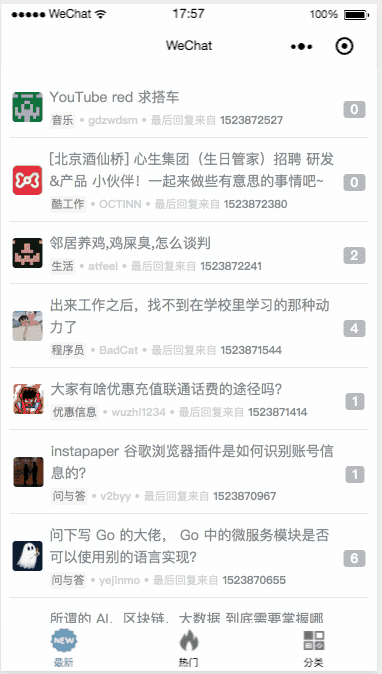 WeChat 17:57 100%
WeChat
YouTube red 求搭车
0
音乐 • gdzwdsm • 最后回复来自 1523872527
[北京酒仙桥] 心生集团（生日管家）招聘 研发
&产品 小伙伴！一起来做些有意思的事情吧~
0
酷工作 • OCTINN • 最后回复来自 1523872380
邻居养鸡,鸡屎臭,怎么谈判
2
生活 • atfeel • 最后回复来自 1523872241
出来工作之后，找不到在学校里学习的那种动
力了
4
程序员 • BadCat • 最后回复来自 1523871544
大家有啥优惠充值联通话费的途径吗?
1
优惠信息 • wuzhi1234 • 最后回复来自 1523871414
instapaper 谷歌浏览器插件是如何识别账号信
息的?
1
问与答 • v2byy • 最后回复来自 1523870967
问下写 Go 的大佬， Go 中的微服务模块是否
可以使用别的语言实现?
6
问与答 • yejinmo • 最后回复来自 1523870655
所谓的 AI、区块链、大数据 到底需要掌握哪
NEW
最新
热门
分类